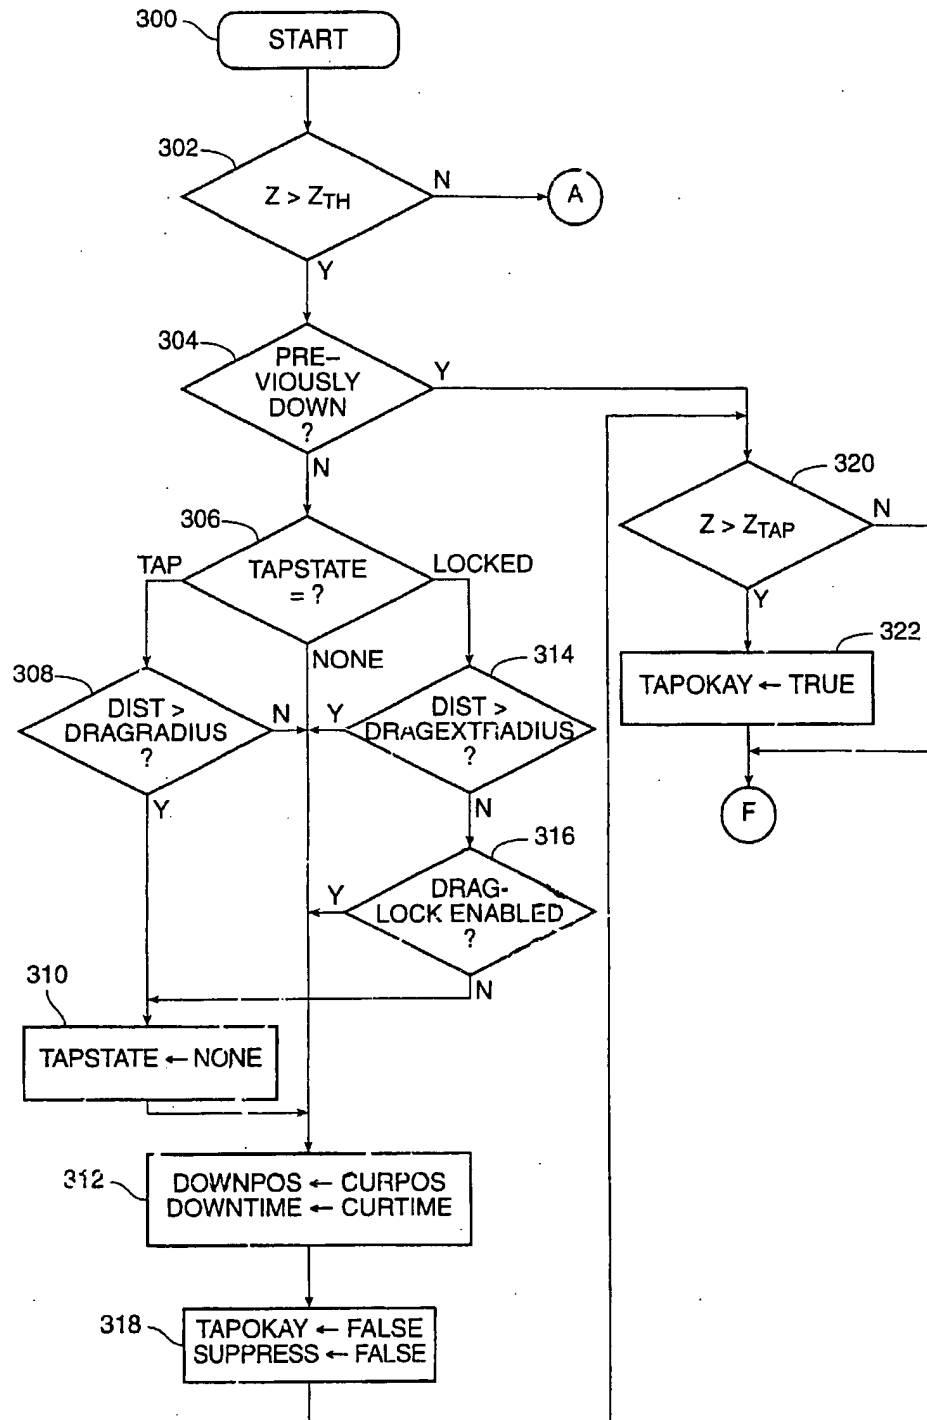 300
START
302
Z > ZTH
N
A
Y
304
PRE–
VIOUSLY
DOWN
?
Y
N
306
TAP
TAPSTATE
= ?
LOCKED
NONE
320
Z > ZTAP
N
Y
322
TAPOKAY ← TRUE
F
308
DIST >
DRAGRADIUS
?
N
Y
314
DIST >
DRAGEXTRADIUS
?
Y
N
316
DRAG-
LOCK ENABLED
?
Y
N
310
TAPSTATE ← NONE
312
DOWNPOS ← CURPOS
DOWNTIME ← CURTIME
318
TAPOKAY ← FALSE
SUPPRESS ← FALSE